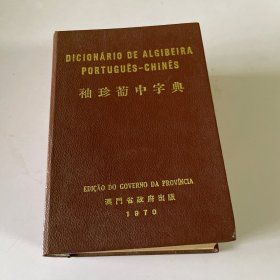 DICIONÁRIO DE ALGIBEIRA
PORTUGUÊS-CHINÊS
袖珍葡中字典
EDIÇÃO DO GOVERNO DA PROVÍNCIA
澳門省政府出版
1970